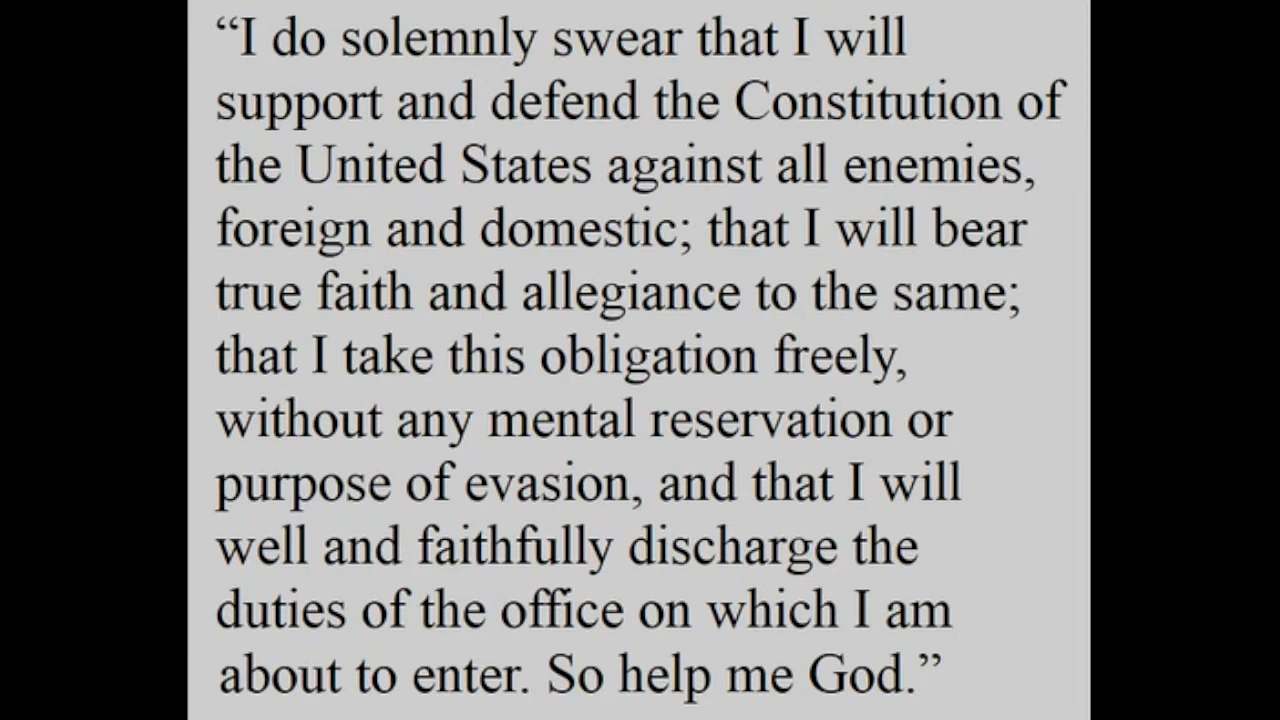 “I do solemnly swear that I will
support and defend the Constitution of
the United States against all enemies,
foreign and domestic; that I will bear
true faith and allegiance to the same;
that I take this obligation freely,
without any mental reservation or
purpose of evasion, and that I will
well and faithfully discharge the
duties of the office on which I am
about to enter. So help me God.”